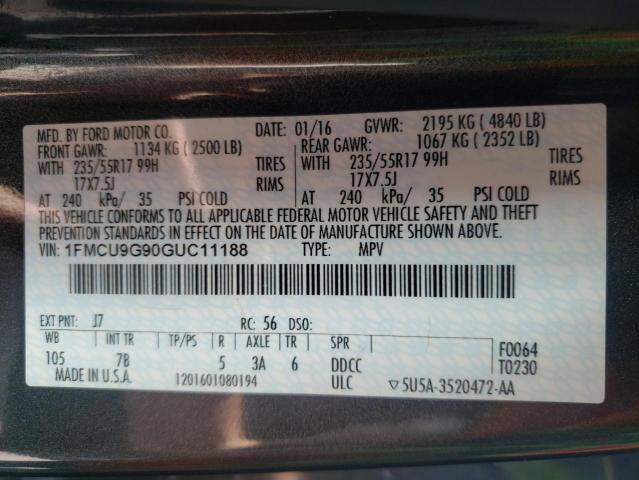 MFD. BY FORD MOTOR CO. DATE: 01/16 GVWR: 2195 KG ( 4840 LB)
FRONT GAWR: 1134 KG ( 2500 LB) REAR GAWR: 1067 KG ( 2352 LB)
WITH 235/55R17 99H TIRES WITH 235/55R17 99H TIRES
17X7.5J RIMS 17X7.5J RIMS
AT 240 kPa/ 35 PSI COLD AT 240 kPa/ 35 PSI COLD
THIS VEHICLE CONFORMS TO ALL APPLICABLE FEDERAL MOTOR VEHICLE SAFETY AND THEFT
PREVENTION STANDARDS IN EFFECT ON THE DATE OF MANUFACTURE SHOWN ABOVE.
VIN: 1FMCU9G90GUC11188 TYPE: MPV
EXT PNT: J7 RC: 56 DSO:
WB INT TR TP/PS R AXLE TR SPR F0064
105 7B 5 3A 6 DDCC T0230
MADE IN U.S.A. 1201601080194 ULC ▽5U5A-3520472-AA